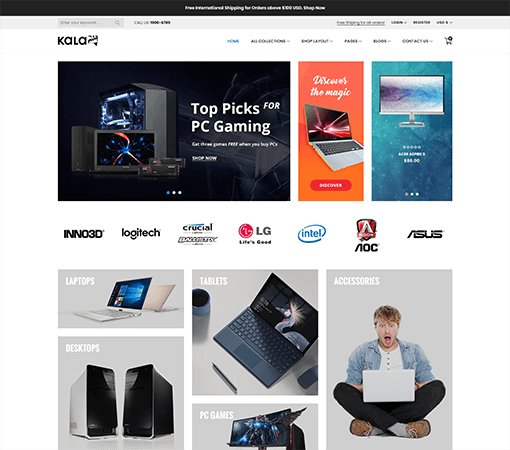 Free International Shipping for Orders above $100 USD. Shop Now
Enter your keyword...
CALL US 1900-6789
Free Shipping for all orders!
LOGIN
REGISTER
USD $
KALA
HOME
ALL COLLECTIONS
SHOP LAYOUT
PAGES
BLOGS
CONTACT US
Top Picks FOR
PC Gaming
Get three games FREE when you buy PCs
SHOP NOW
Discover
the magic
DISCOVER
ACER ASPIRE S
$90.00
INNO3D
logitech
crucial
BALLISTIX
LG
Life's Good
intel
AOC
ASUS
LAPTOPS
TABLETS
ACCESSORIES
DESKTOPS
PC GAMES